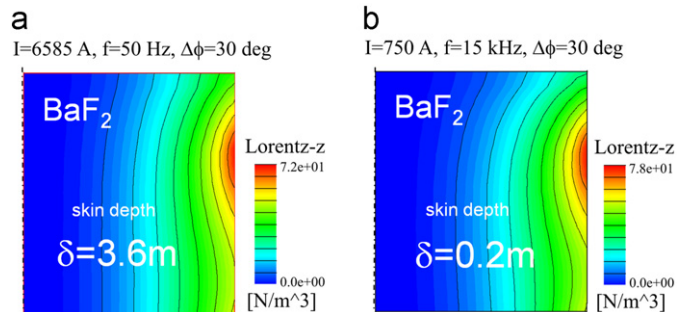 a
I=6585 A, f=50 Hz, Δϕ=30 deg
BaF₂
skin depth
δ=3.6m
Lorentz-z
7.2e+01
0.0e+00
[N/m^3]
b
I=750 A, f=15 kHz, Δϕ=30 deg
BaF₂
skin depth
δ=0.2m
Lorentz-z
7.8e+01
0.0e+00
[N/m^3]